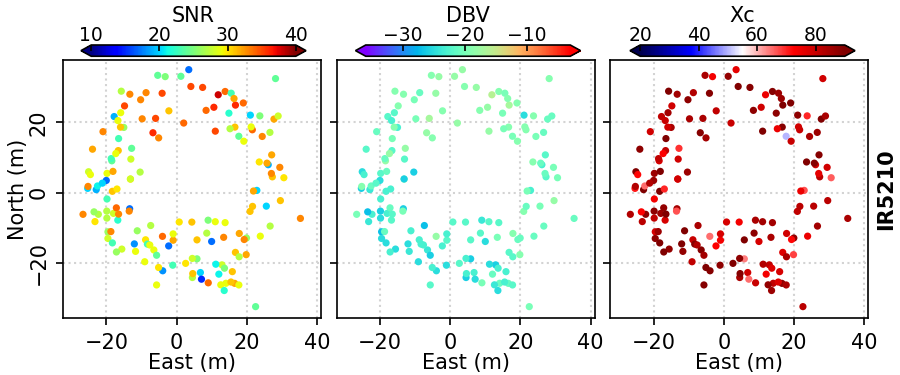 SNR DBV Xc
10 20 30 40 −30 −20 −10 20 40 60 80
North (m)
20
0
−20
IR5210
−20 0 20 40 −20 0 20 40 −20 0 20 40
East (m) East (m) East (m)